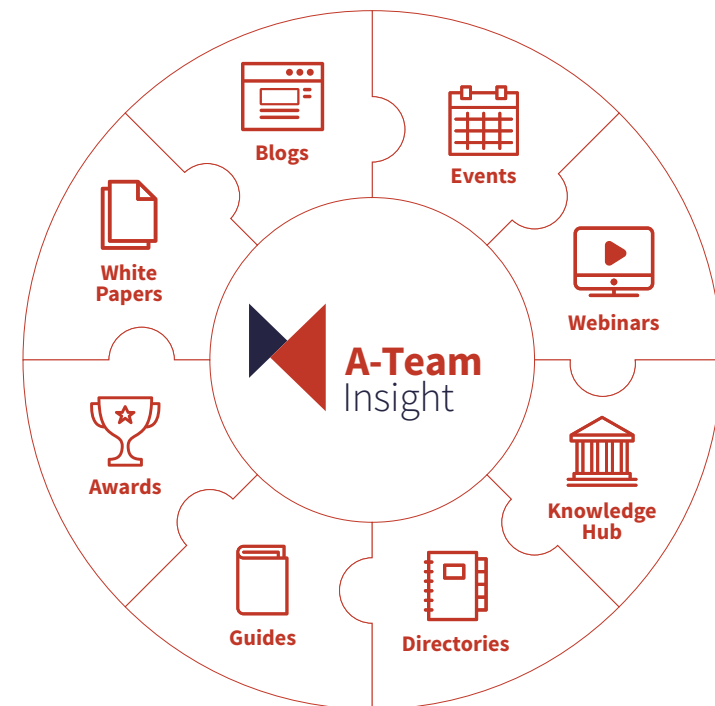 Blogs
Events
White
Papers
Webinars
A-Team
Insight
Awards
Knowledge
Hub
Guides
Directories